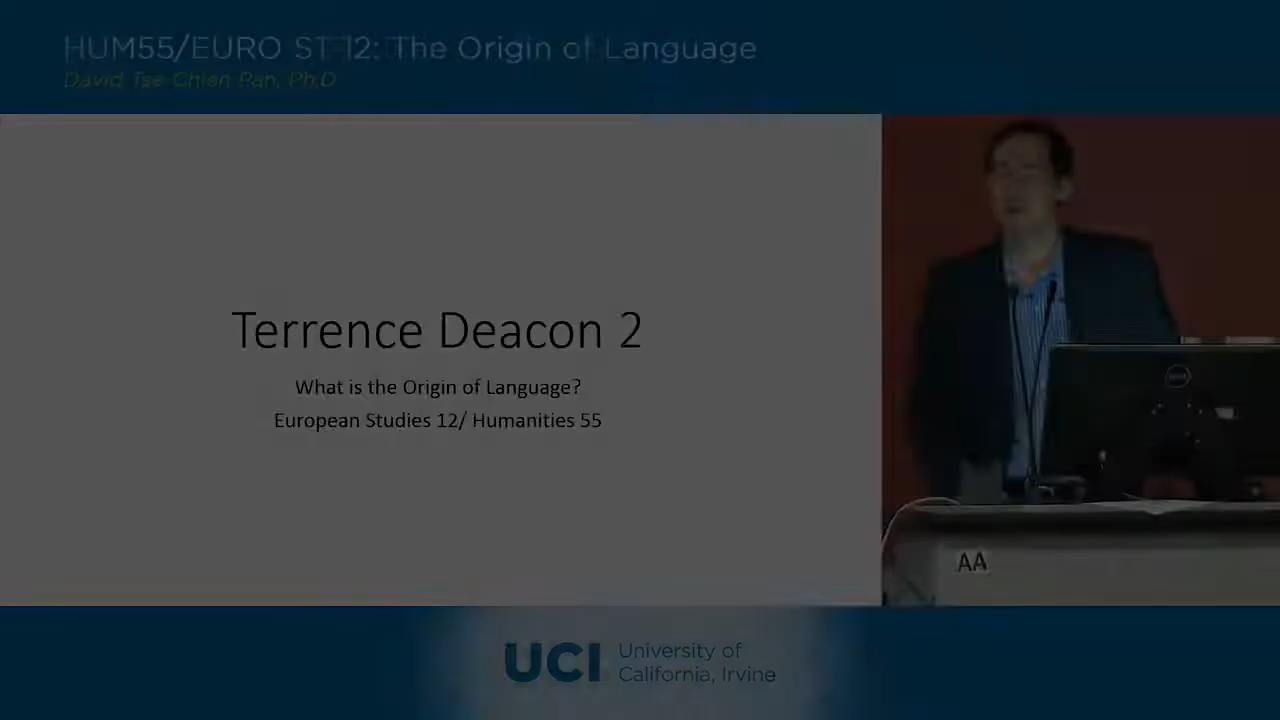 HUM55/EURO ST 12: The Origin of Language
David Tse-Chien Pan, Ph.D
Terrence Deacon 2
What is the Origin of Language?
European Studies 12/ Humanities 55
AA
UCI University of
California, Irvine